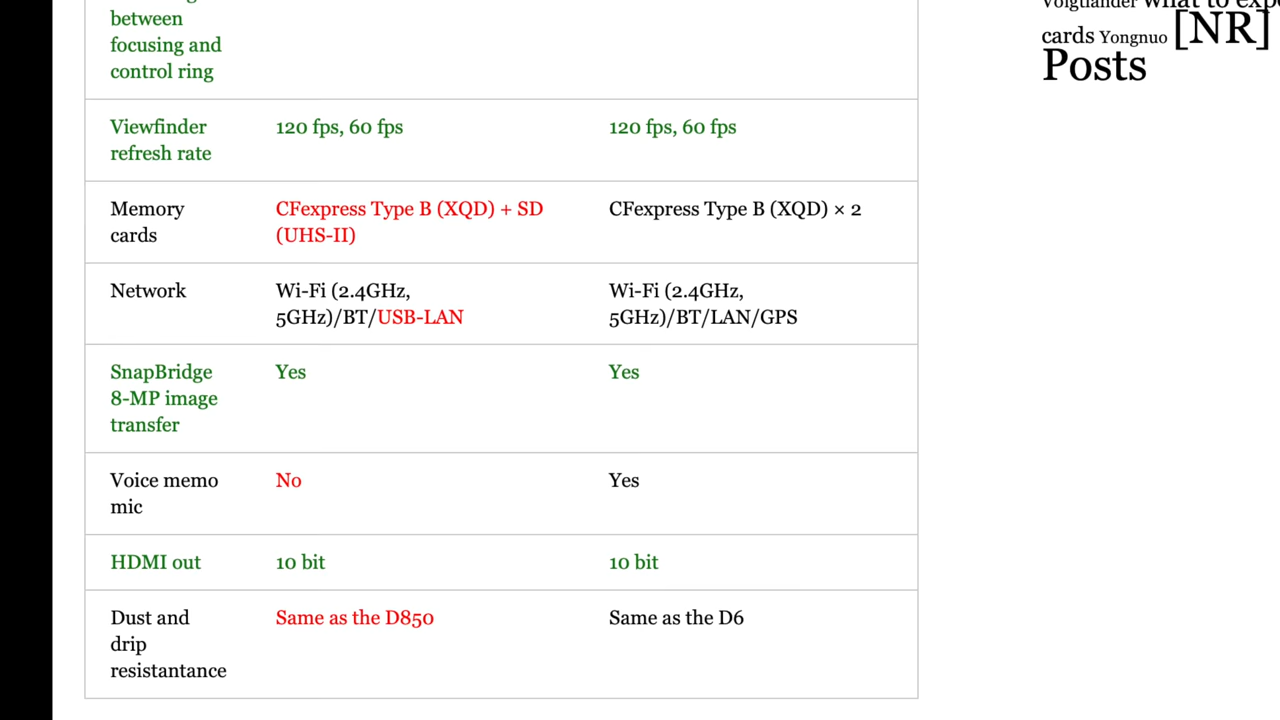 between
focusing and
control ring
Viewfinder
refresh rate
120 fps, 60 fps
120 fps, 60 fps
Memory
cards
CFexpress Type B (XQD) + SD
(UHS-II)
CFexpress Type B (XQD) × 2
Network
Wi-Fi (2.4GHz,
5GHz)/BT/USB-LAN
Wi-Fi (2.4GHz,
5GHz)/BT/LAN/GPS
SnapBridge
8-MP image
transfer
Yes
Yes
Voice memo
mic
No
Yes
HDMI out
10 bit
10 bit
Dust and
drip
resistantance
Same as the D850
Same as the D6
Voigtlander what to
cards Yongnuo [NR]
Posts